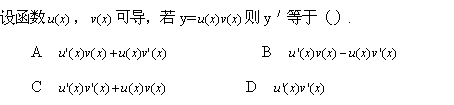 设函数u(x)，v(x)可导，若 y=u(x)v(x)则 y′等于（）.
A u'(x)v(x)+u(x)v'(x) B u'(x)v(x)−u(x)v'(x)
C u'(x)v'(x)+u(x)v(x) D u'(x)v'(x)